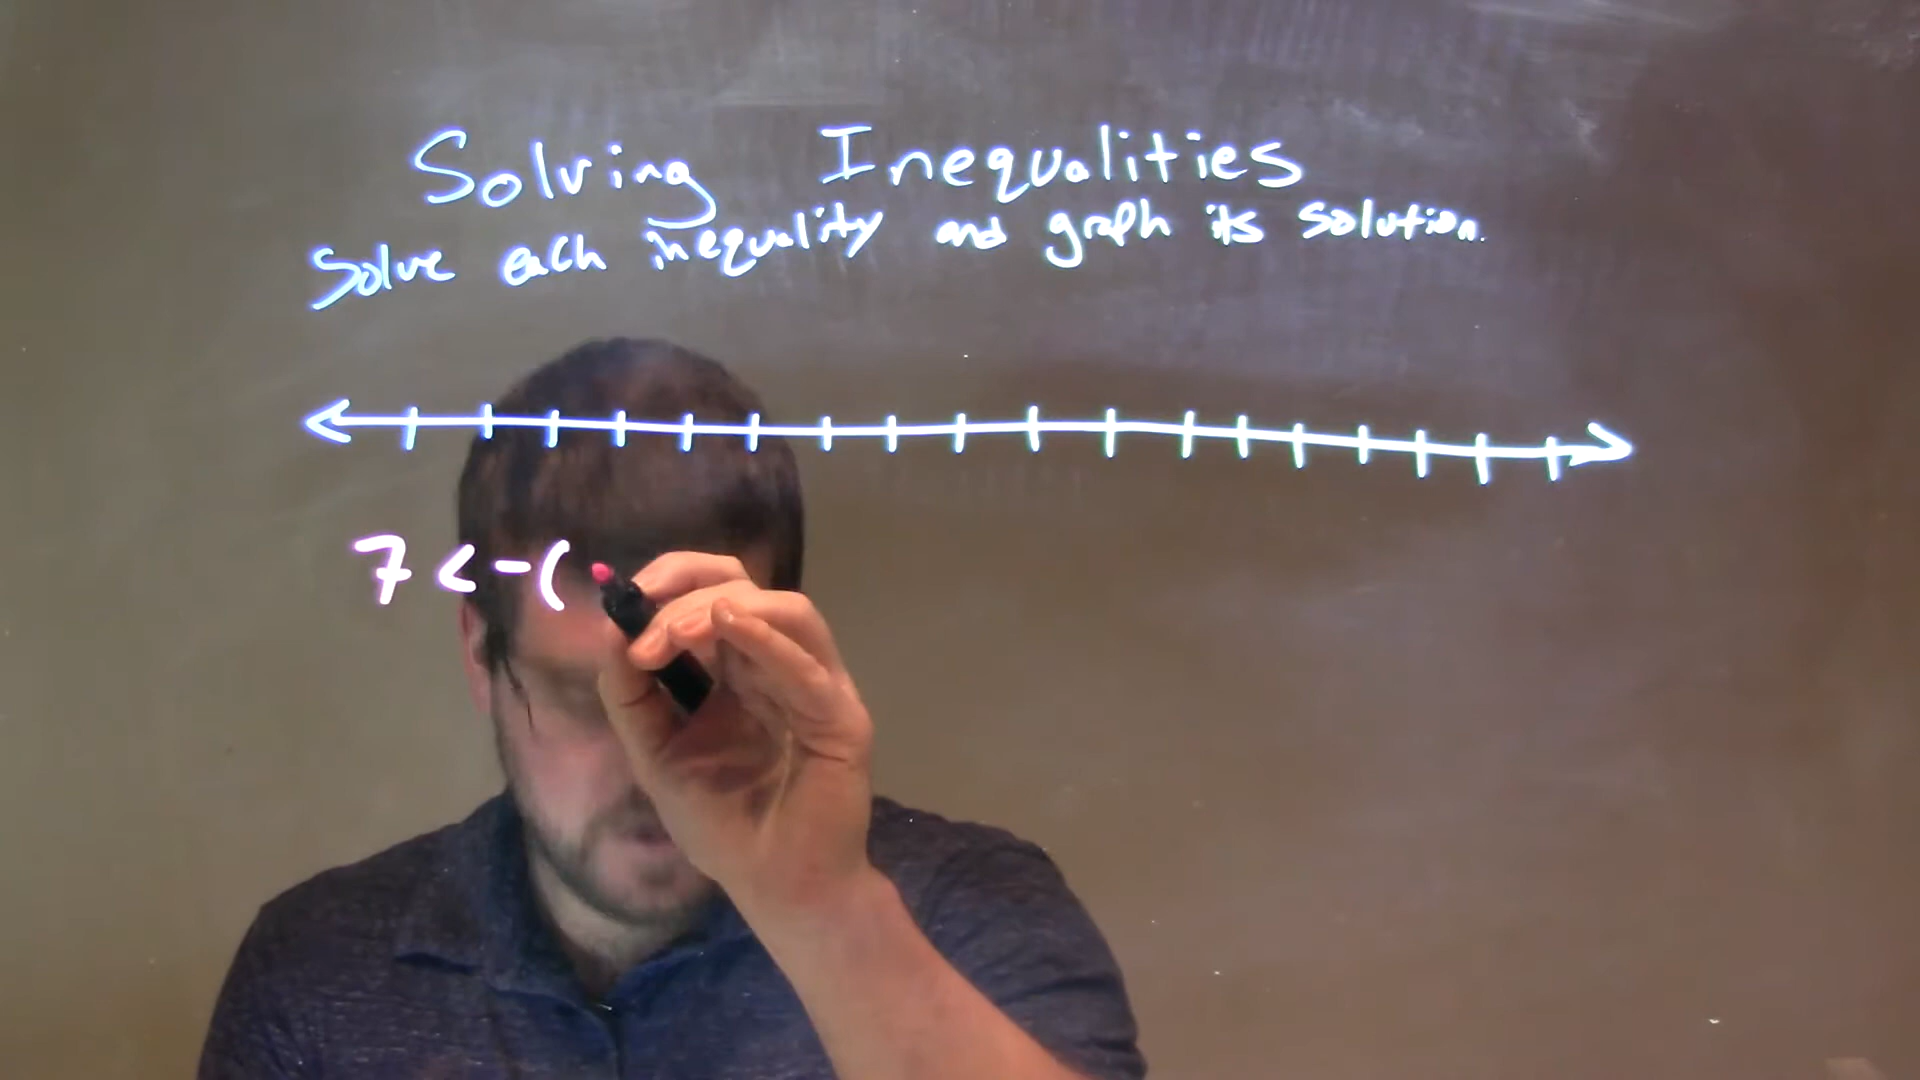 Solving Inequalities
Solve each inequality and graph its solution.
7 < - (